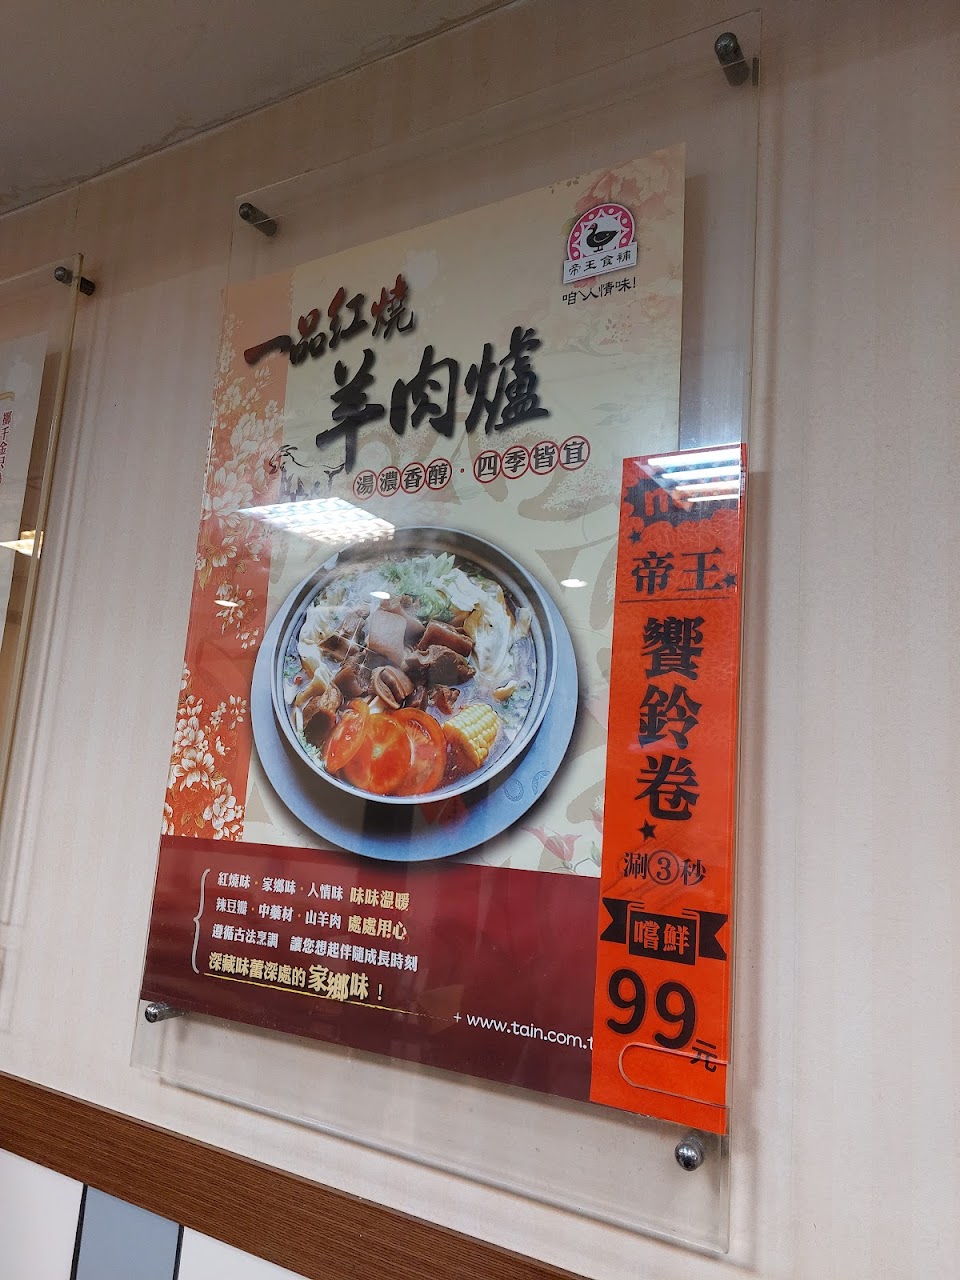 帝王食補
咱ㄟ人情味!
一品紅燒
羊肉爐
湯濃香醇·四季皆宜
帝王
饗鈴卷
涮③秒
嚐鮮
99元
紅燒味·家鄉味·人情味 味味溫暖
辣豆瓣·中藥材·山羊肉 處處用心
遵循古法烹調 讓您想起伴隨成長時刻
深藏味蕾深處的家鄉味!
+ www.tain.com.t